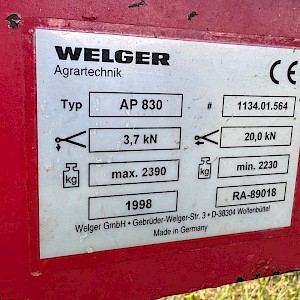 WELGER
Agrartechnik
CE
Typ AP 830 # 1134.01.564
3,7 kN 20,0 kN
kg max. 2390 kg min. 2230
1998 RA-89018
Welger GmbH • Gebrüder-Welger-Str. 3 • D-38304 Wolfenbüttel
Made in Germany